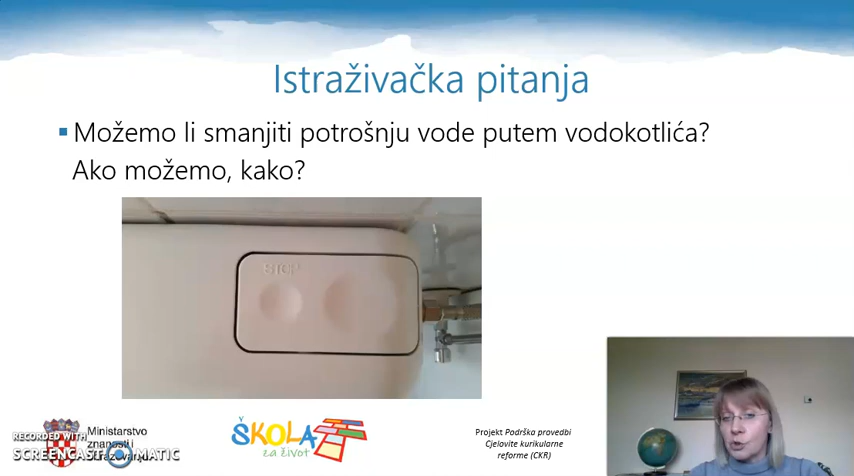 Istraživačka pitanja
Možemo li smanjiti potrošnju vode putem vodokotlića?
Ako možemo, kako?
STOP
Ministarstvo
znanosti i
RECORDED WITH
SCREENCAST MATIC
ŠKOLA
za život
Projekt Podrška provedbi
Cjelovite kurikularne
reforme (CKR)